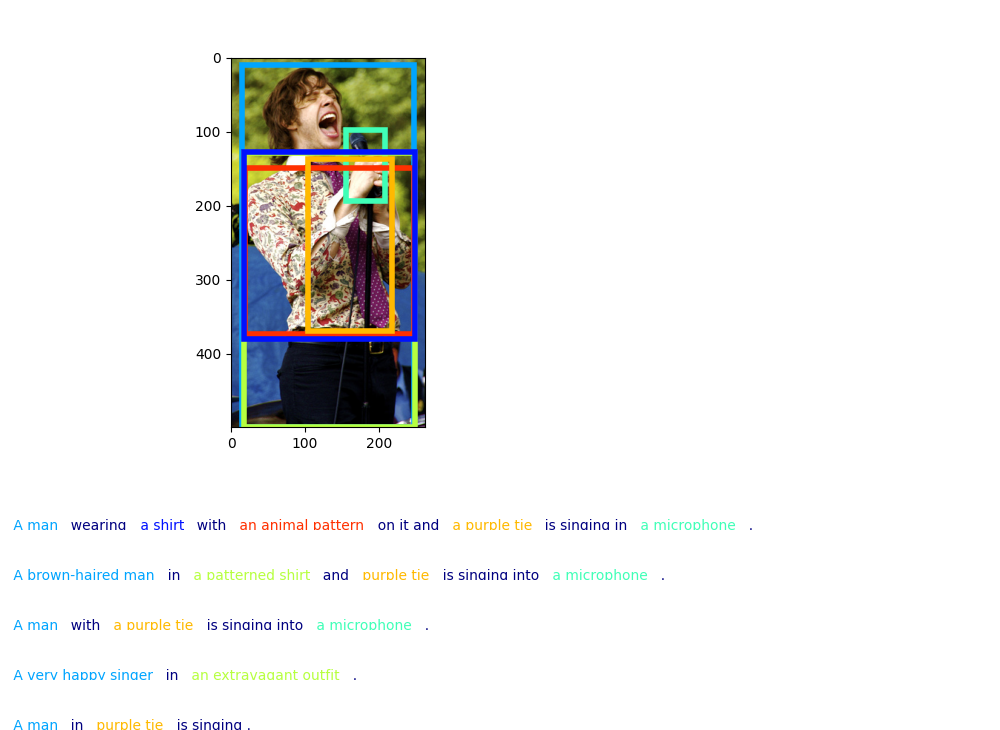 0
100
200
300
400
0 100 200
A man wearing a shirt with an animal pattern on it and a purple tie is singing in a microphone .
A brown-haired man in a patterned shirt and purple tie is singing into a microphone .
A man with a purple tie is singing into a microphone .
A very happy singer in an extravagant outfit .
A man in purple tie is singing .